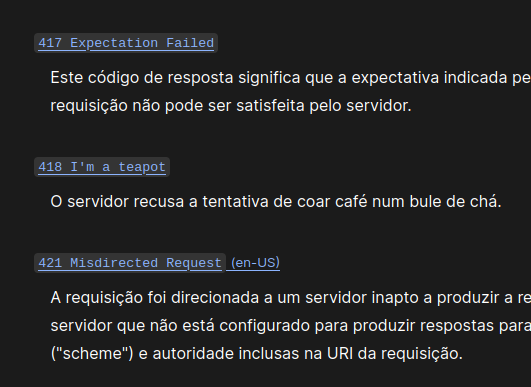 417 Expectation Failed
Este código de resposta significa que a expectativa indicada pe
requisição não pode ser satisfeita pelo servidor.
418 I'm a teapot
O servidor recusa a tentativa de coar café num bule de chá.
421 Misdirected Request (en-US)
A requisição foi direcionada a um servidor inapto a produzir a re
servidor que não está configurado para produzir respostas para
("scheme") e autoridade inclusas na URI da requisição.